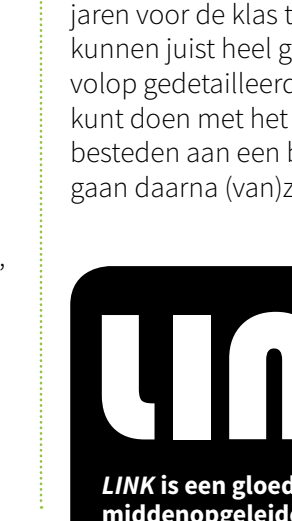 jaren voor de klas t
kunnen juist heel g
volop gedetailleerd
kunt doen met het
besteden aan een b
gaan daarna (van)z
,
LIN
LINK is een gloed
middenopgeleide